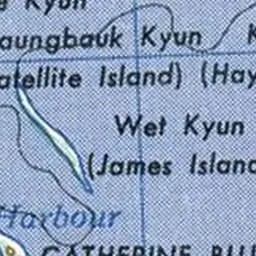 Kyun
aungbauk Kyun
atellite Island) (Hay
Wet Kyun
(James Island
Harbour
CATHERINE